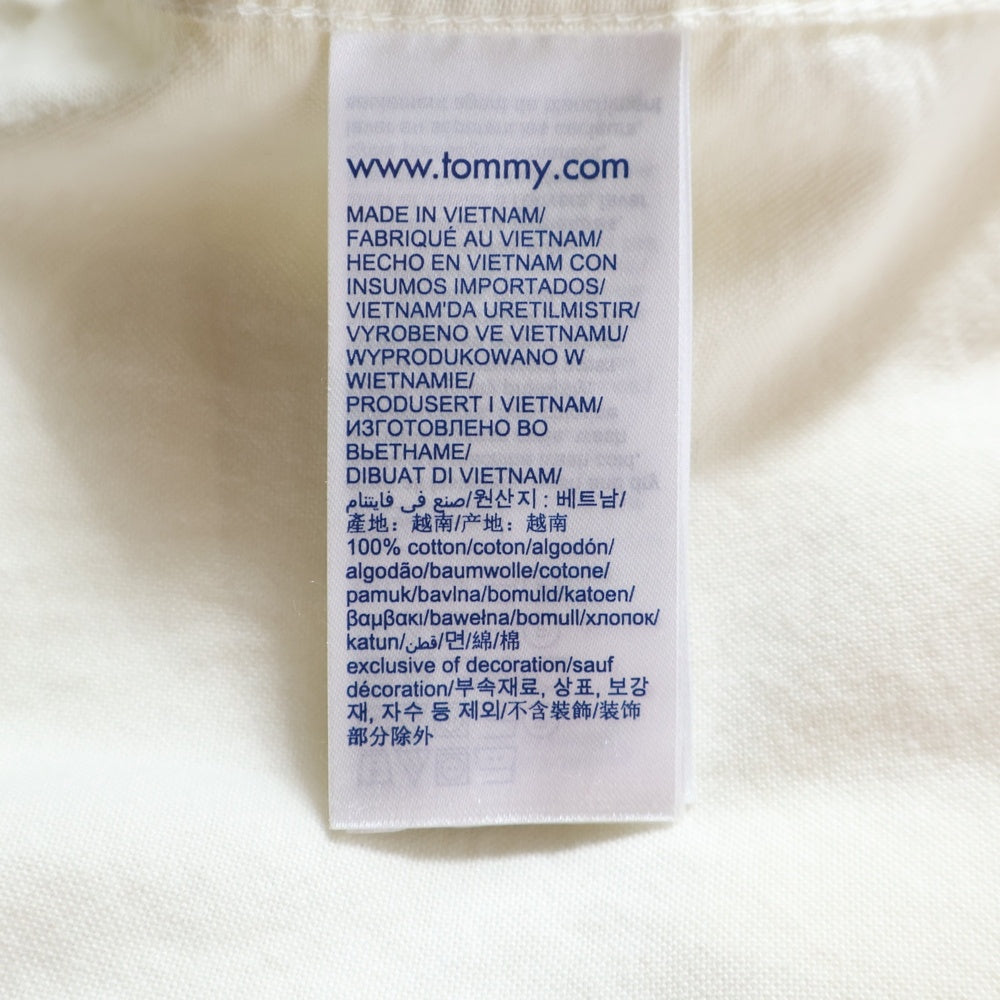 www.tommy.com
MADE IN VIETNAM/
FABRIQUÉ AU VIETNAM/
HECHO EN VIETNAM CON
INSUMOS IMPORTADOS/
VIETNAM'DA URETILMISTIR/
VYROBENO VE VIETNAMU/
WYPRODUKOWANO W
WIETNAMIE/
PRODUSERT I VIETNAM/
ИЗГОТОВЛЕНО ВО
ВЬЕТНАМЕ/
DIBUAT DI VIETNAM/
صنع في فايتنام/원산지 : 베트남/
產地：越南/产地：越南
100% cotton/coton/algodón/
algodão/baumwolle/cotone/
pamuk/bavlna/bomuld/katoen/
βαμβακι/bawełna/bomull/хлопок/
katun/قطن/면/綿/棉
exclusive of decoration/sauf
décoration/부속재료, 상표, 보강
재, 자수 등 제외/不含裝飾/装饰
部分除外